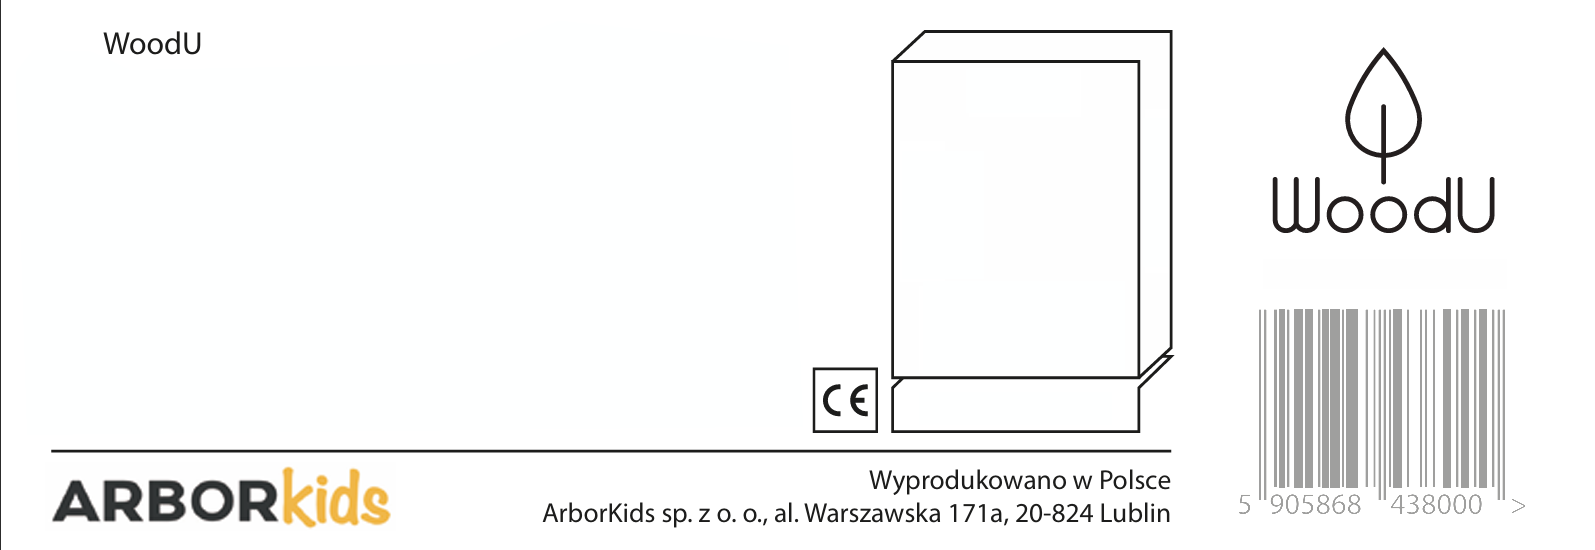 WoodU
WoodU
CE
ARBORkids
Wyprodukowano w Polsce
ArborKids sp. z o. o., al. Warszawska 171a, 20-824 Lublin
5 905868 438000 >